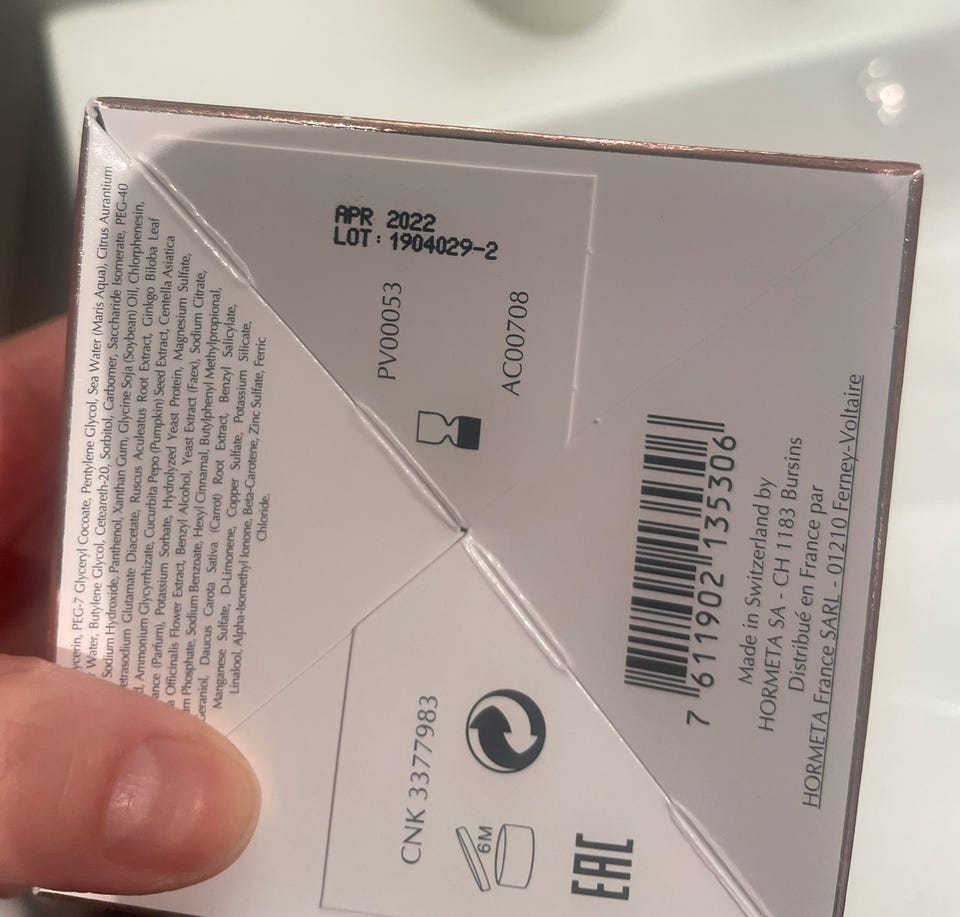 APR 2022
LOT: 1904029-2
PV00053
AC00708
ycerin, PEG-7 Glyceryl Cocoate, Pentylene Glycol, Sea Water (Maris Aqua), Citrus Aurantium
Water, Butylene Glycol, Ceteareth-20, Sorbitol, Carbomer, Saccharide Isomerate, PEG-40
Sodium Hydroxide, Panthenol, Xanthan Gum, Glycine Soja (Soybean) Oil, Chlorphenesin,
etrasodium Glutamate Diacetate, Ruscus Aculeatus Root Extract, Ginkgo Biloba Leaf
Ammonium Glycyrrhizate, Cucurbita Pepo (Pumpkin) Seed Extract, Centella Asiatica
ance (Parfum), Potassium Sorbate, Hydrolyzed Yeast Protein, Magnesium Sulfate,
Officinalis Flower Extract, Benzyl Alcohol, Yeast Extract (Faex), Sodium Citrate,
m Phosphate, Sodium Benzoate, Hexyl Cinnamal, Butylphenyl Methylpropional,
Geraniol, Daucus Carota Sativa (Carrot) Root Extract, Benzyl Salicylate,
Manganese Sulfate, D-Limonene, Copper Sulfate, Potassium Silicate,
Linalool, Alpha-Isomethyl Ionone, Beta-Carotene, Zinc Sulfate, Ferric
Chloride.
CNK 3377983
6M
EAC
7 611902 135306
Made in Switzerland by
HORMETA SA - CH 1183 Bursins
Distribué en France par
HORMETA France SARL - 01210 Ferney-Voltaire